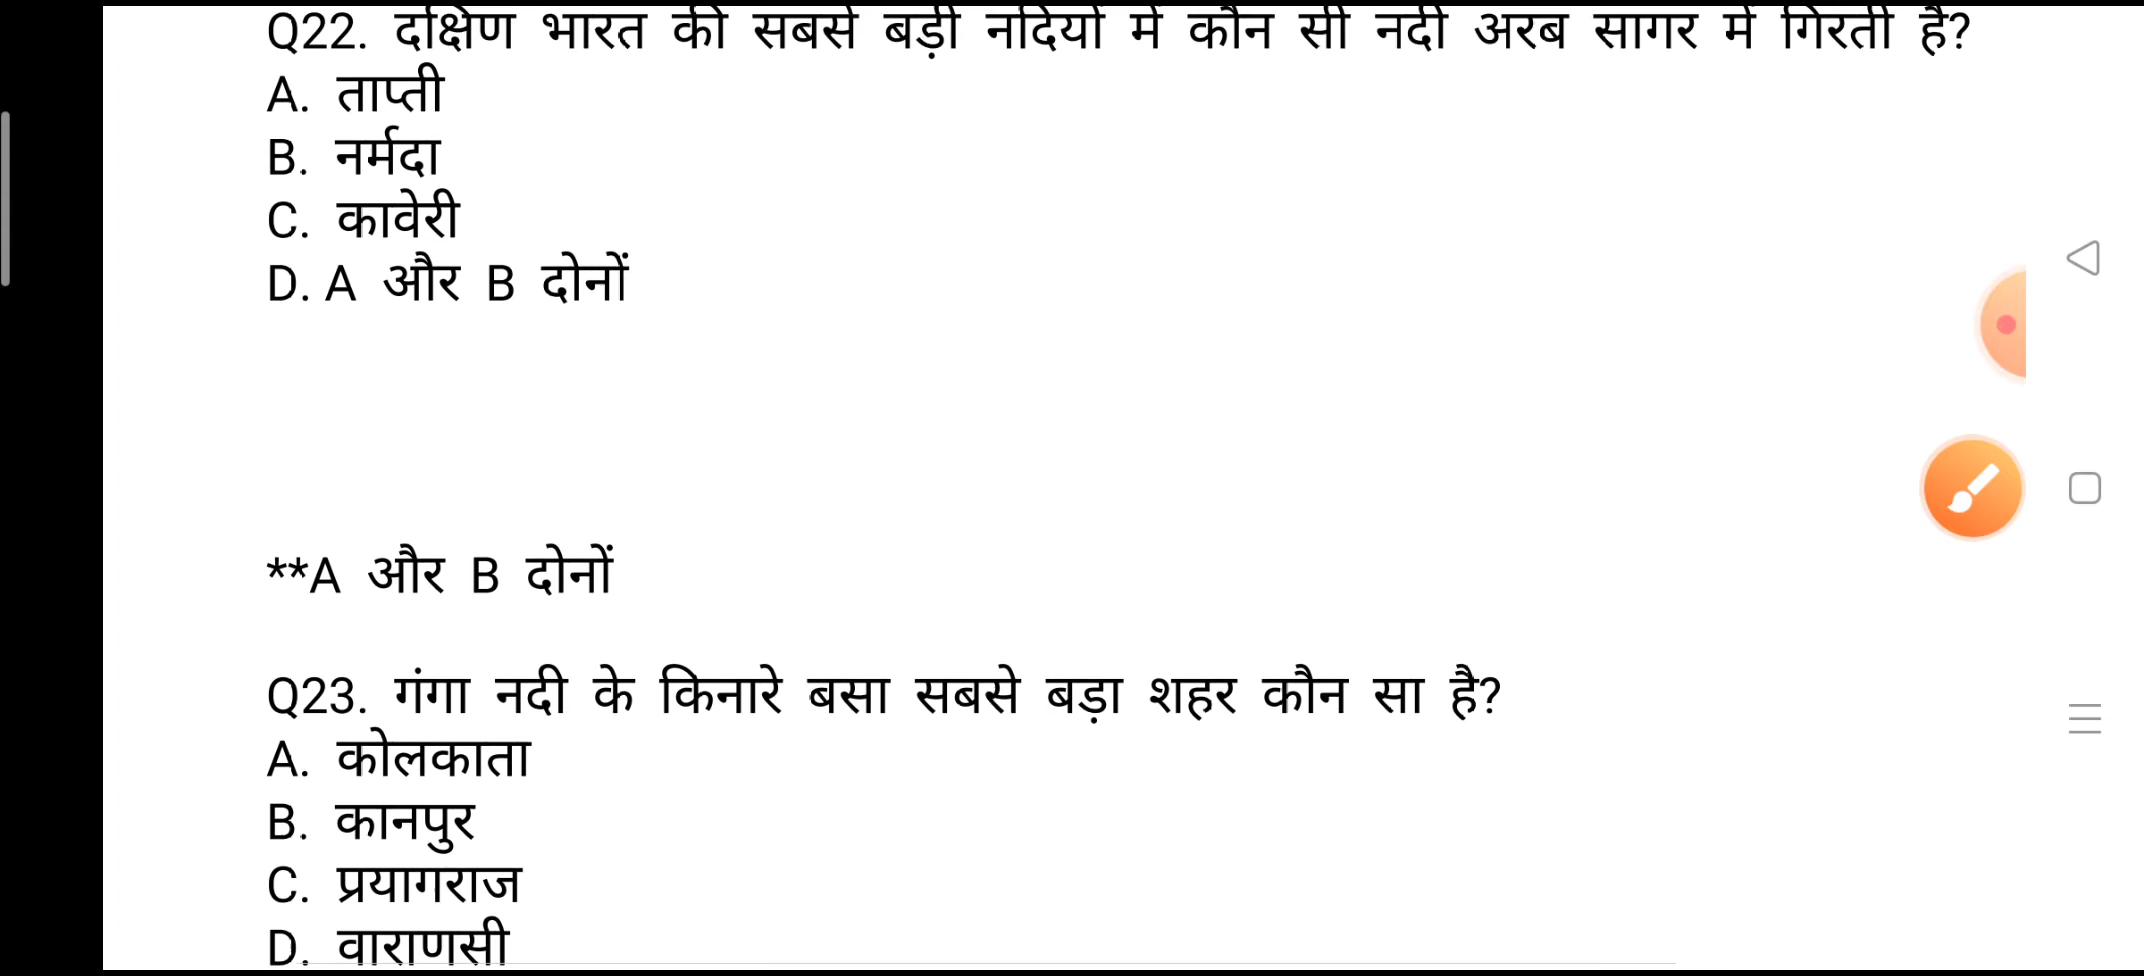 Q22. दक्षिण भारत की सबसे बड़ी नदियों में कौन सी नदी अरब सागर में गिरती है?
A. ताप्ती
B. नर्मदा
C. कावेरी
D. A और B दोनों
**A और B दोनों
Q23. गंगा नदी के किनारे बसा सबसे बड़ा शहर कौन सा है?
A. कोलकाता
B. कानपुर
C. प्रयागराज
D. वाराणसी